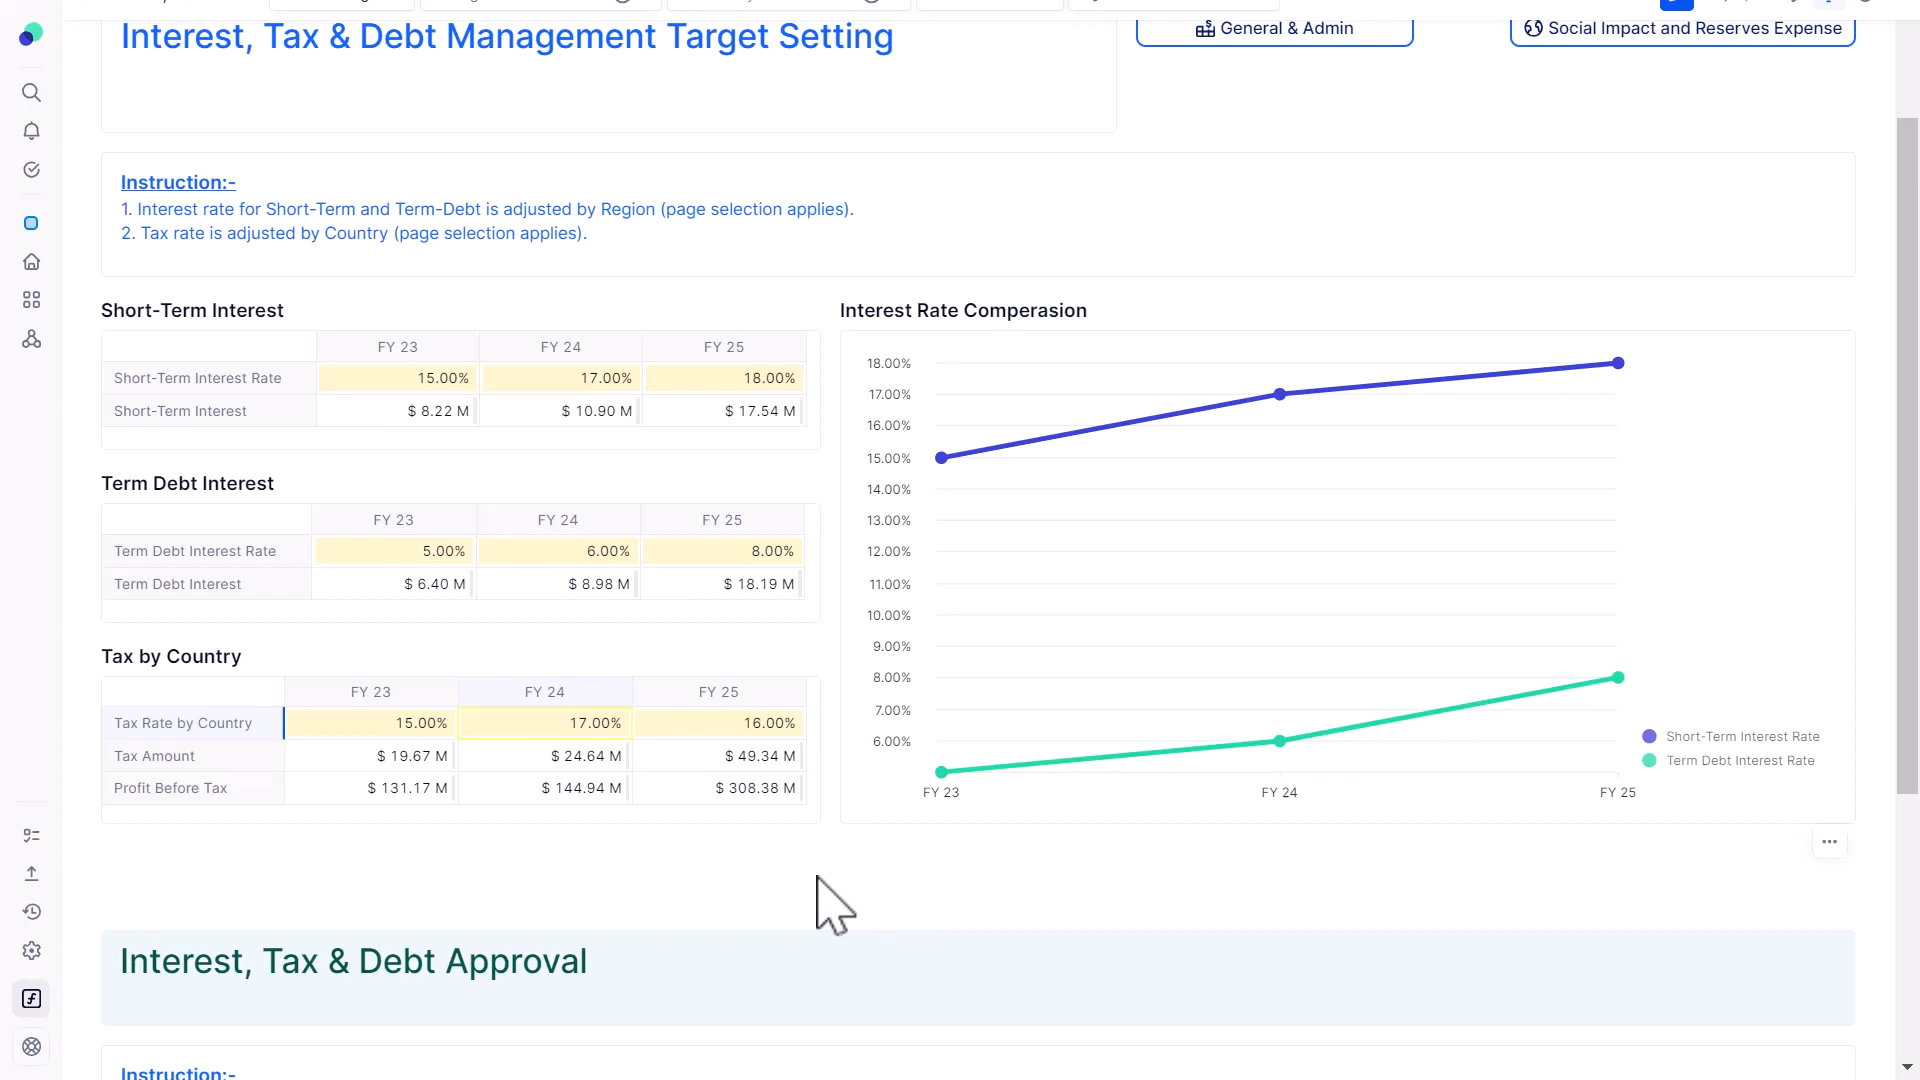 Interest, Tax & Debt Management Target Setting
General & Admin
Social Impact and Reserves Expense
Instruction:-
1. Interest rate for Short-Term and Term-Debt is adjusted by Region (page selection applies).
2. Tax rate is adjusted by Country (page selection applies).
Short-Term Interest
FY 23 FY 24 FY 25
Short-Term Interest Rate 15.00% 17.00% 18.00%
Short-Term Interest $ 8.22 M $ 10.90 M $ 17.54 M
Term Debt Interest
FY 23 FY 24 FY 25
Term Debt Interest Rate 5.00% 6.00% 8.00%
Term Debt Interest $ 6.40 M $ 8.98 M $ 18.19 M
Tax by Country
FY 23 FY 24 FY 25
Tax Rate by Country 15.00% 17.00% 16.00%
Tax Amount $ 19.67 M $ 24.64 M $ 49.34 M
Profit Before Tax $ 131.17 M $ 144.94 M $ 308.38 M
Interest Rate Comperasion
18.00%
17.00%
16.00%
15.00%
14.00%
13.00%
12.00%
11.00%
10.00%
9.00%
8.00%
7.00%
6.00%
FY 23 FY 24 FY 25
Short-Term Interest Rate
Term Debt Interest Rate
Interest, Tax & Debt Approval
Instruction:-